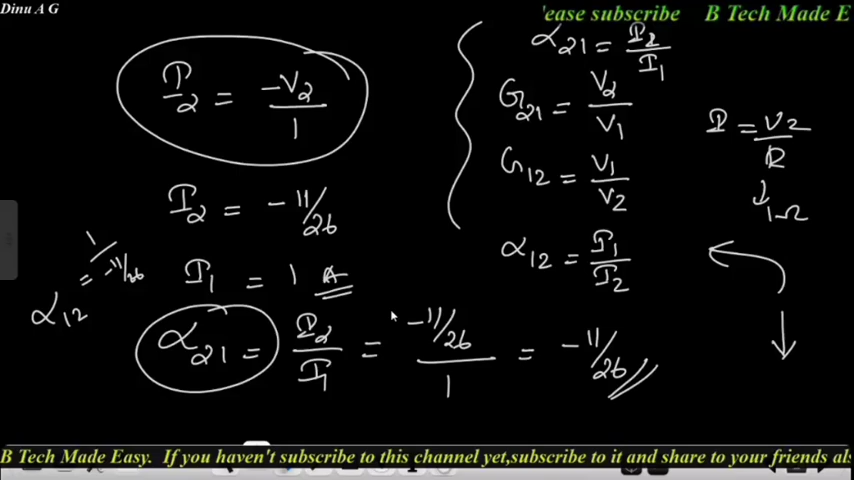 Dinu A G
'ease subscribe B Tech Made E
I₂ = -V₂/1
I₂ = -11/26
I₁ = 1 A
α₁₂ = 1/-11/26
α₂₁ = I₂/I₁ = -11/26/1 = -11/26
α₂₁ = I₂/I₁
G₂₁ = V₂/V₁
G₁₂ = V₁/V₂
α₁₂ = I₁/I₂
I = V₂/R
1Ω
B Tech Made Easy. If you haven't subscribe to this channel yet,subscribe to it and share to your friends als